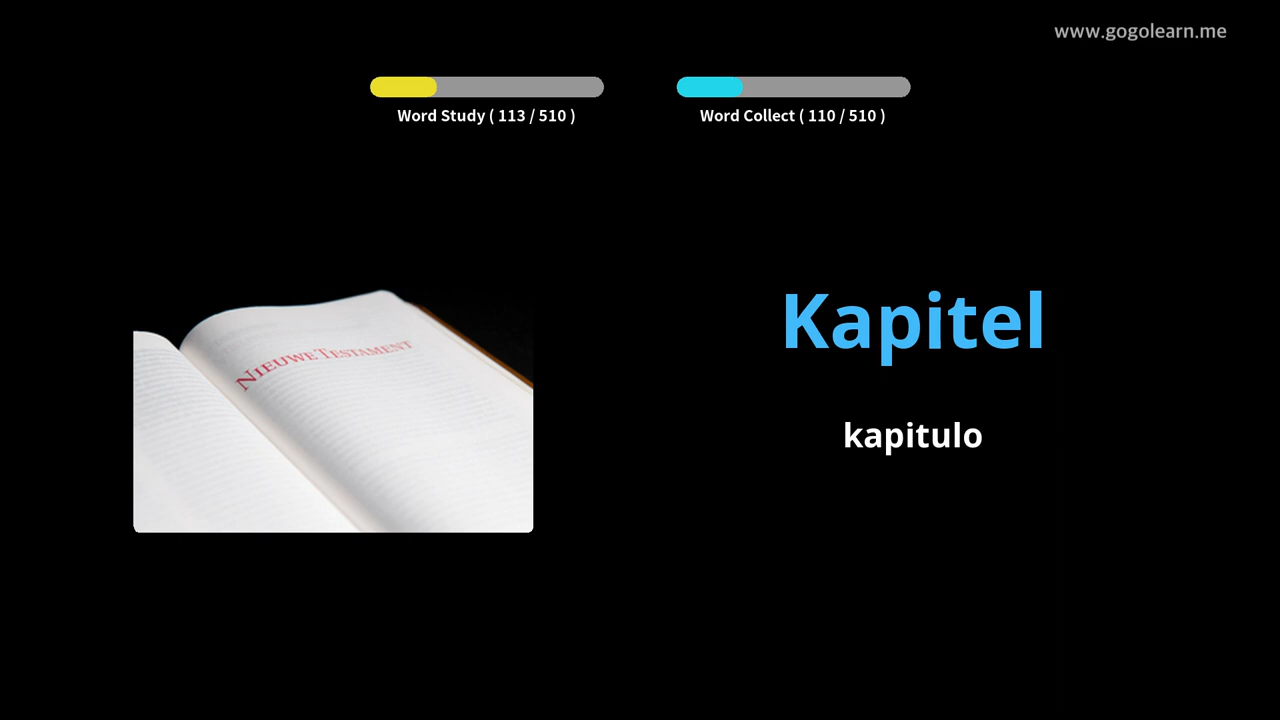 www.gogolearn.me
Word Study ( 113 / 510 )
Word Collect ( 110 / 510 )
NIEUWE TESTAMENT
Kapitel
kapitulo